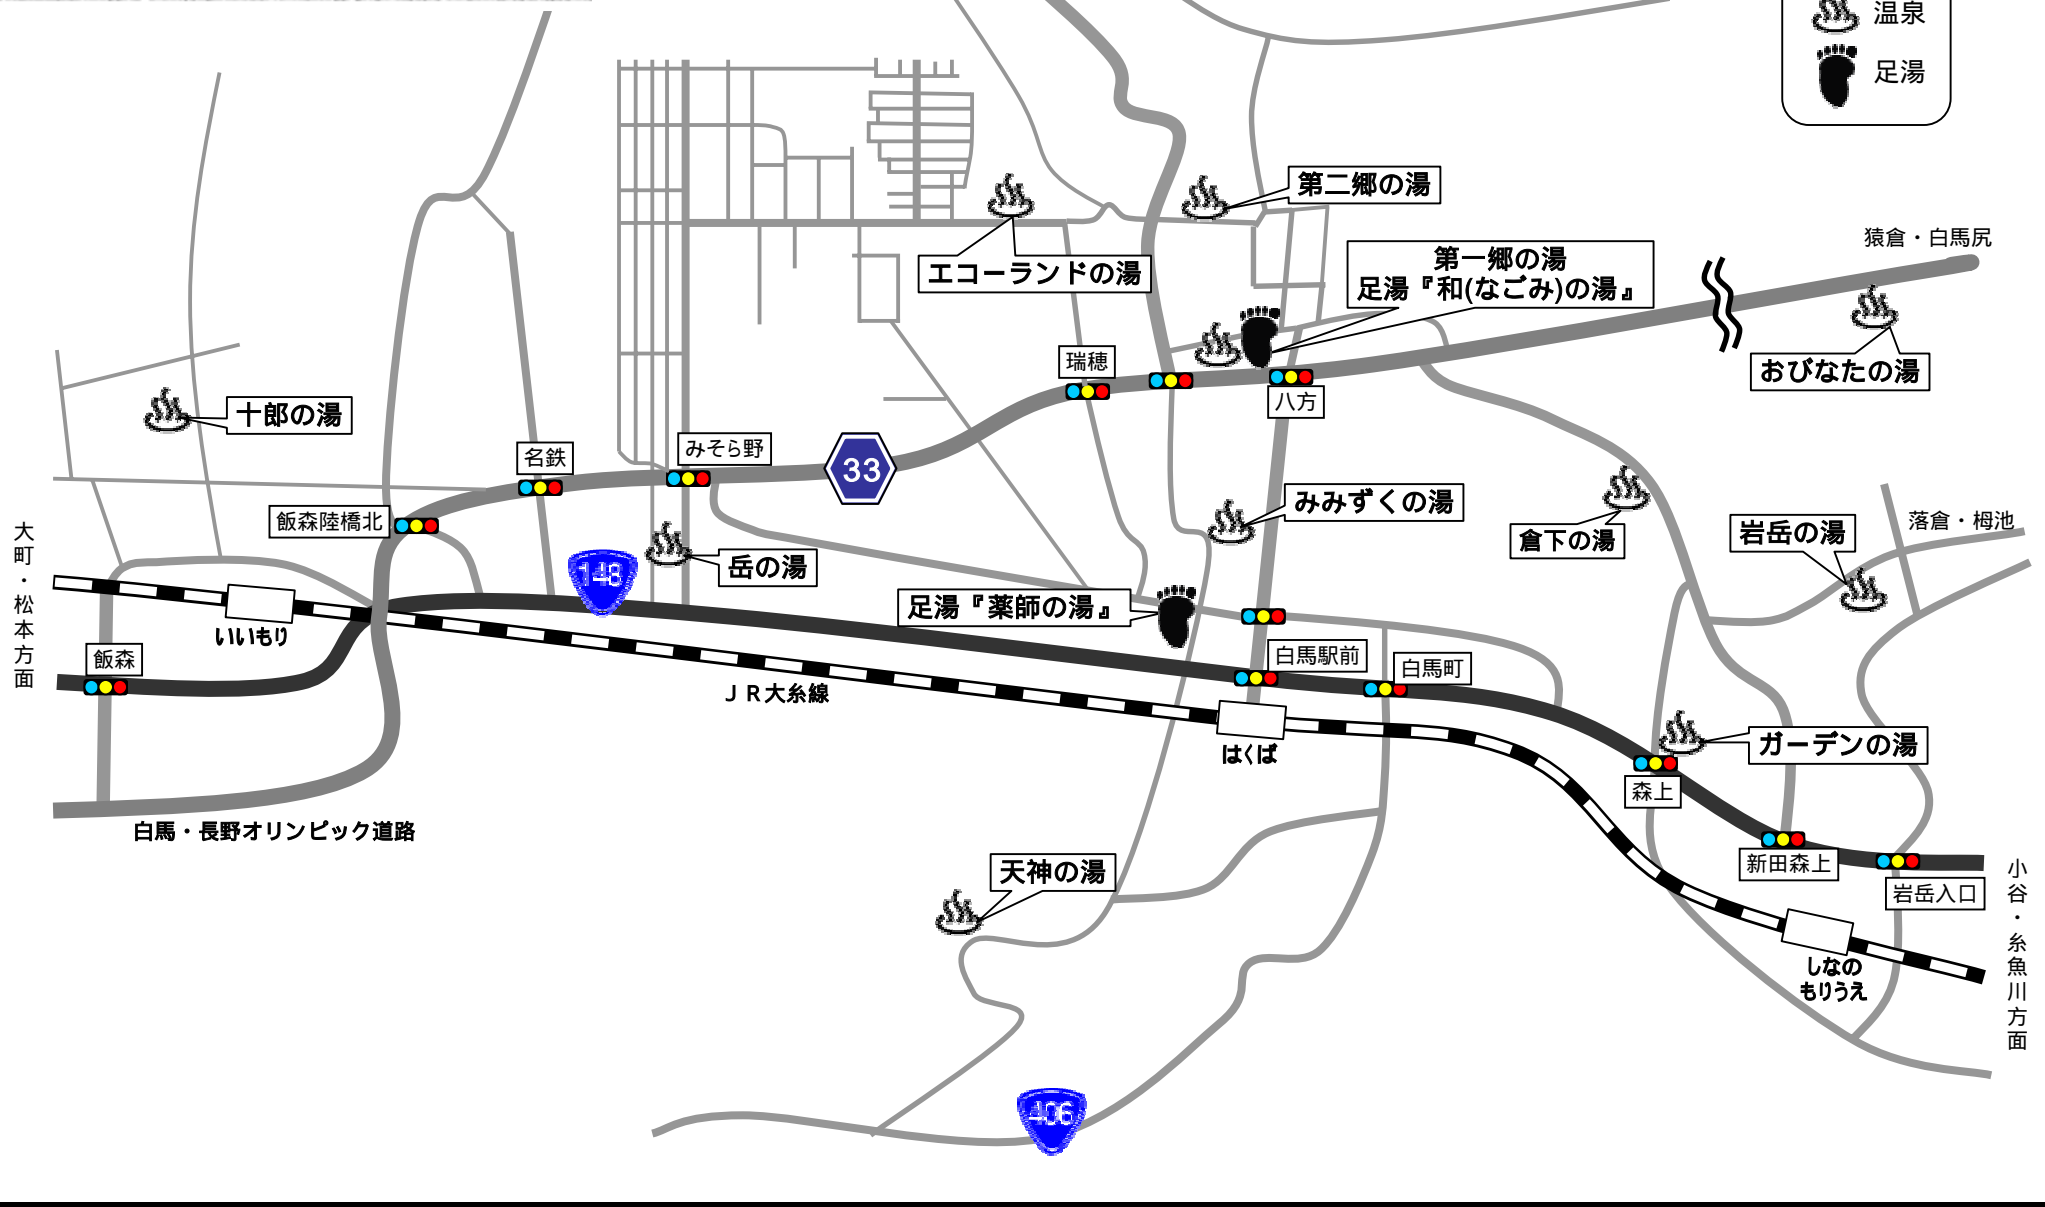 温泉
足湯
第二郷の湯
エコーランドの湯
第一郷の湯
足湯『和(なごみ)の湯』
猿倉・白馬尻
おびなたの湯
瑞穂
八方
十郎の湯
名鉄
みそら野
33
飯森陸橋北
岳の湯
148
みみずくの湯
倉下の湯
岩岳の湯
落倉・栂池
大町・松本方面
足湯『薬師の湯』
いいもり
飯森
白馬駅前
白馬町
JR大糸線
はくば
ガーデンの湯
森上
白馬・長野オリンピック道路
天神の湯
新田森上
岩岳入口
しなの
もりうえ
小谷・糸魚川方面
406